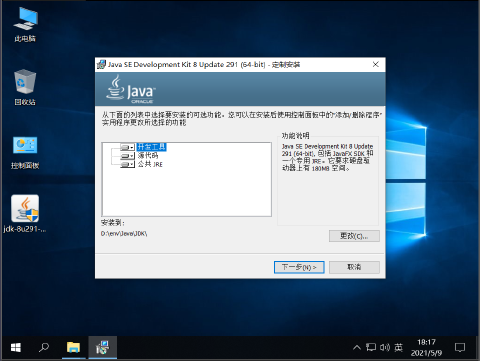 此电脑
回收站
控制面板
jdk-8u291-...
Java SE Development Kit 8 Update 291 (64-bit) - 定制安装
Java
ORACLE
从下面的列表中选择要安装的可选功能。您可以在安装后使用控制面板中的"添加/删除程序"
实用程序更改所选择的功能
开发工具
源代码
公共 JRE
功能说明
Java SE Development Kit 8 Update
291 (64-bit), 包括 JavaFX SDK 和
一个专用 JRE。它要求硬盘驱
动器上有 180MB 空间。
安装到:
D:\env\Java\JDK\
更改(C)...
下一步(N) >
取消
英
18:17
2021/5/9